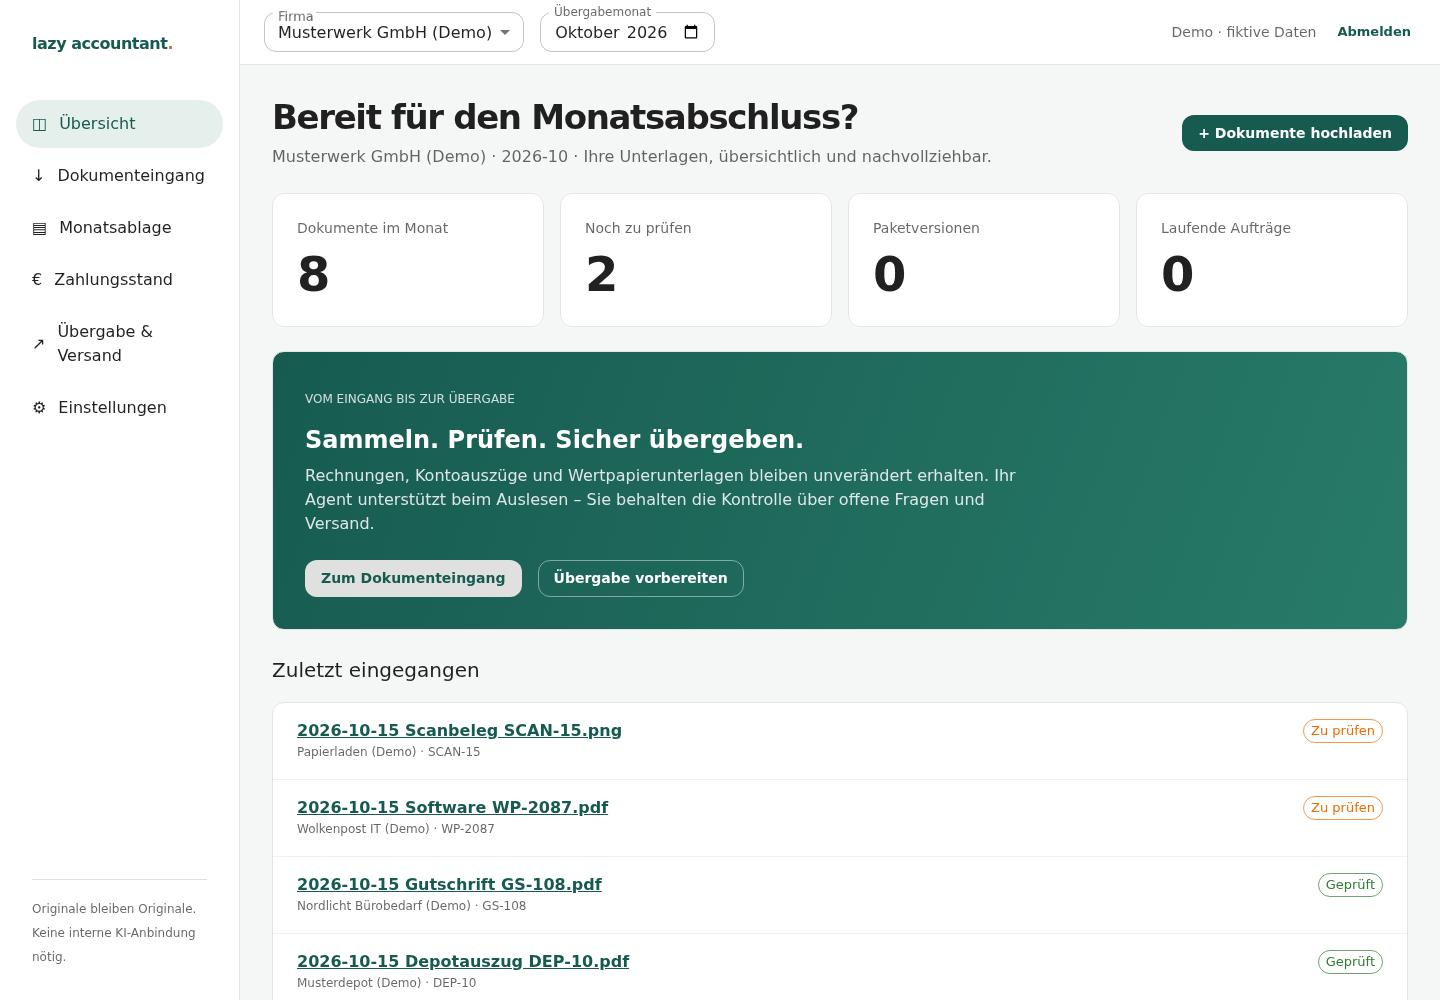 lazy accountant.
Übersicht
Dokumenteingang
Monatsablage
€ Zahlungsstand
Übergabe &
Versand
Einstellungen
Originale bleiben Originale.
Keine interne KI-Anbindung
nötig.
Firma
Musterwerk GmbH (Demo)
Übergabemonat
Oktober 2026
Demo · fiktive Daten
Abmelden
Bereit für den Monatsabschluss?
Musterwerk GmbH (Demo) · 2026-10 · Ihre Unterlagen, übersichtlich und nachvollziehbar.
+ Dokumente hochladen
Dokumente im Monat
8
Noch zu prüfen
2
Paketversionen
0
Laufende Aufträge
0
VOM EINGANG BIS ZUR ÜBERGABE
Sammeln. Prüfen. Sicher übergeben.
Rechnungen, Kontoauszüge und Wertpapierunterlagen bleiben unverändert erhalten. Ihr
Agent unterstützt beim Auslesen – Sie behalten die Kontrolle über offene Fragen und
Versand.
Zum Dokumenteingang
Übergabe vorbereiten
Zuletzt eingegangen
2026-10-15 Scanbeleg SCAN-15.png
Zu prüfen
Papierladen (Demo) · SCAN-15
2026-10-15 Software WP-2087.pdf
Zu prüfen
Wolkenpost IT (Demo) · WP-2087
2026-10-15 Gutschrift GS-108.pdf
Geprüft
Nordlicht Bürobedarf (Demo) · GS-108
2026-10-15 Depotauszug DEP-10.pdf
Geprüft
Musterdepot (Demo) · DEP-10